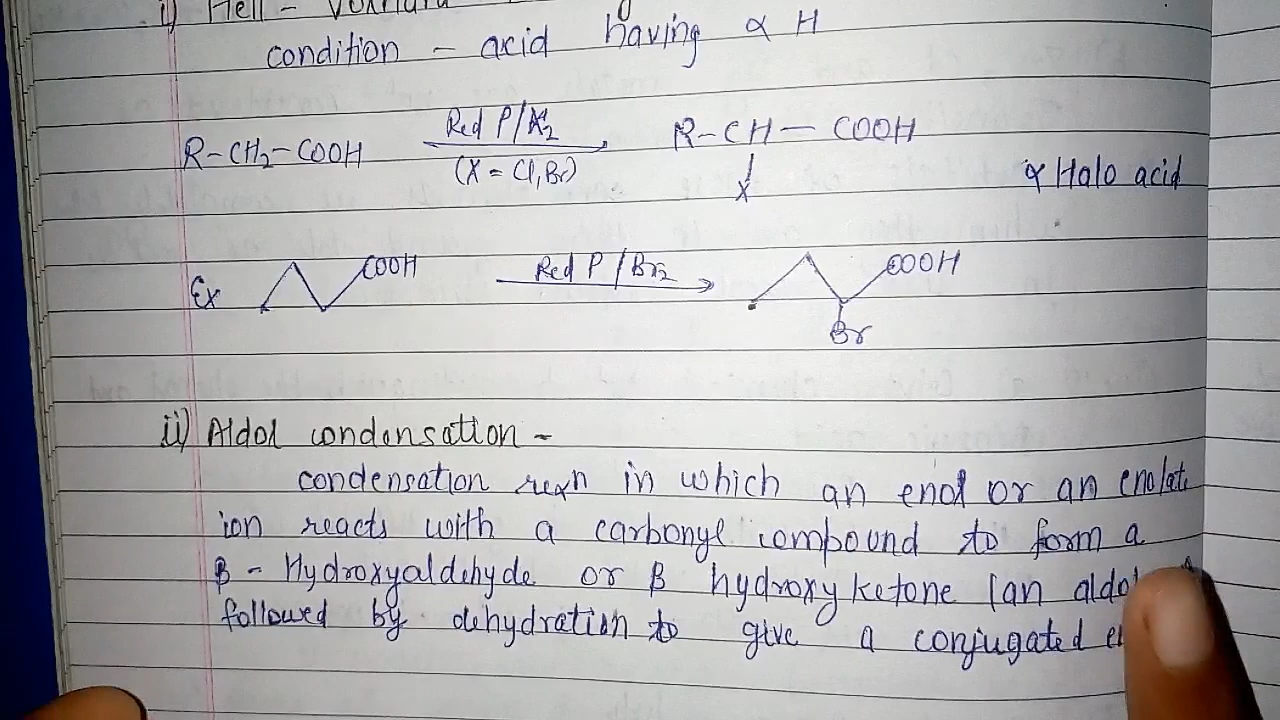 i) Hell -
condition - acid having α H
R-CH2-COOH Red P/X2 (X = Cl, Br) R-CH-COOH
X
α Halo acid
Ex COOH Red P/Br2 COOH
Br
ii) Aldol condensation -
condensation rexn in which an enol or an enolate
ion reacts with a carbonyl compound to form a
β - Hydroxyaldehyde or β hydroxy ketone (an aldol
followed by dehydration to give a conjugated